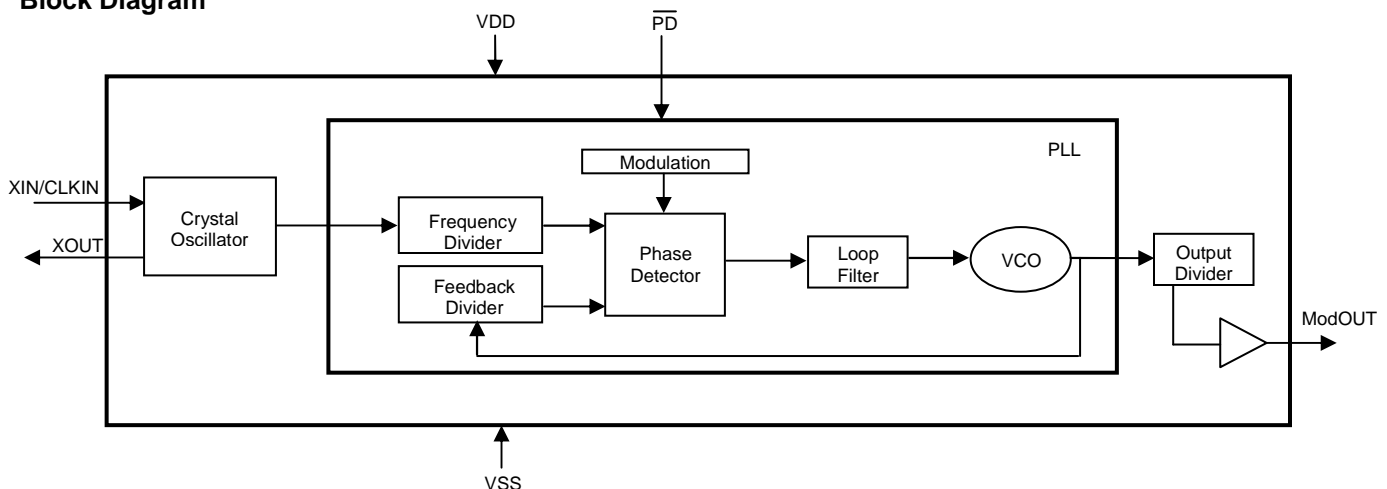 Block Diagram
VDD
PD
PLL
Modulation
XIN/CLKIN
XOUT
Crystal
Oscillator
Frequency
Divider
Feedback
Divider
Phase
Detector
Loop
Filter
VCO
Output
Divider
ModOUT
VSS